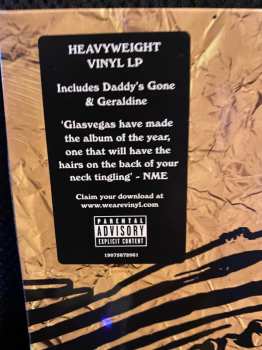 HEAVYWEIGHT
VINYL LP
Includes Daddy's Gone
& Geraldine
'Glasvegas have made
the album of the year,
one that will have the
hairs on the back of your
neck tingling' - NME
Claim your download at
www.wearevinyl.com
PARENTAL
ADVISORY
EXPLICIT CONTENT
19075872961